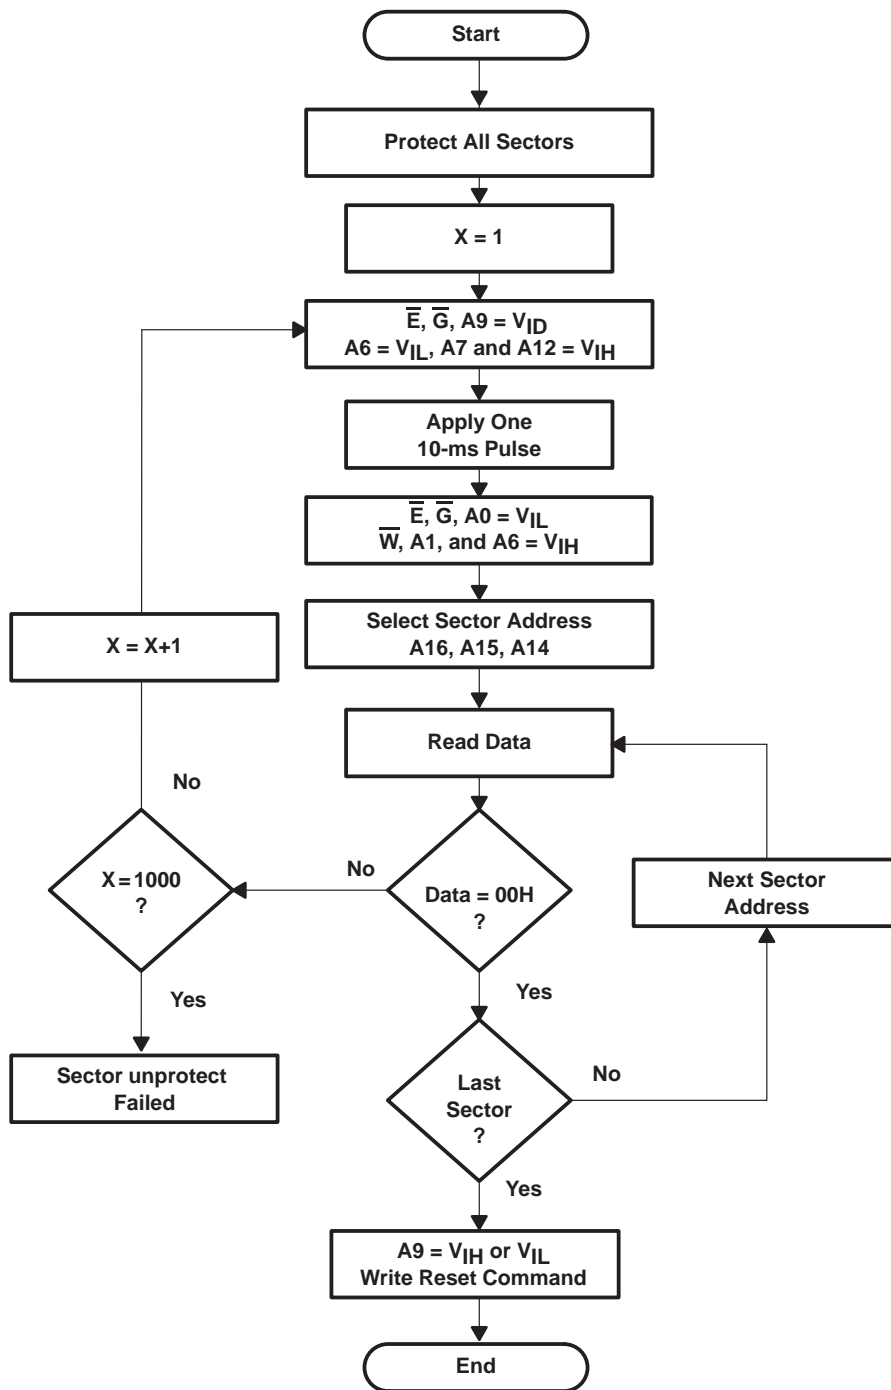 Start
Protect All Sectors
X = 1
E̅, G̅, A9 = VID
A6 = VIL, A7 and A12 = VIH
Apply One
10-ms Pulse
E̅, G̅, A0 = VIL
W̅, A1, and A6 = VIH
X = X+1
Select Sector Address
A16, A15, A14
Read Data
No
X = 1000
?
No
Data = 00H
?
Next Sector
Address
Yes
Yes
Sector unprotect
Failed
Last
Sector
?
No
Yes
A9 = VIH or VIL
Write Reset Command
End